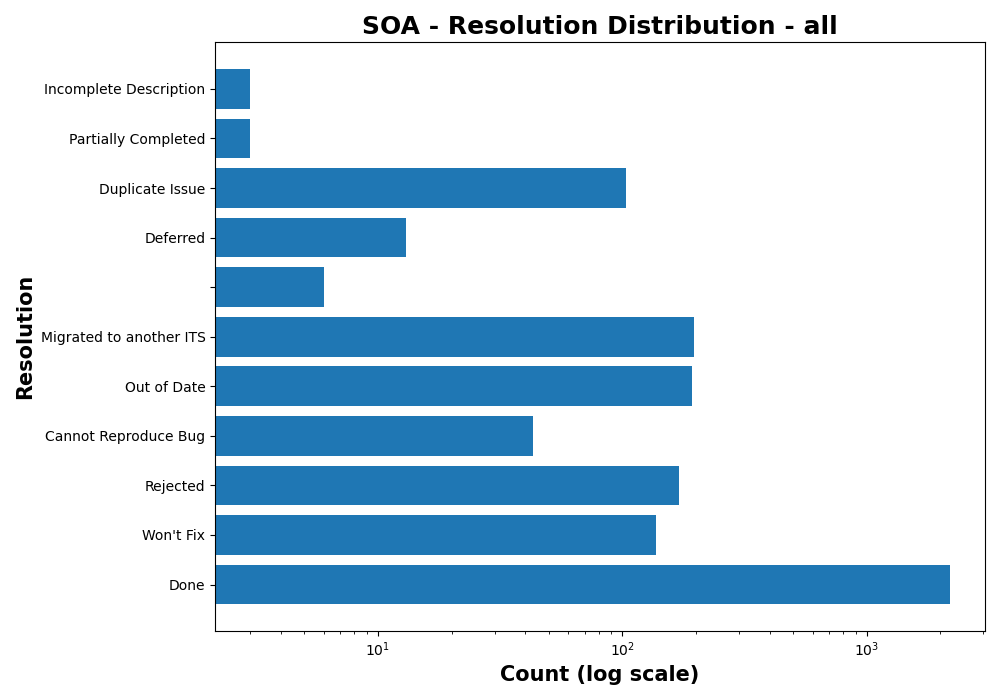 SOA - Resolution Distribution - all
Incomplete Description
Partially Completed
Duplicate Issue
Deferred
Migrated to another ITS
Out of Date
Cannot Reproduce Bug
Rejected
Won't Fix
Done
Resolution
10¹ 10² 10³
Count (log scale)